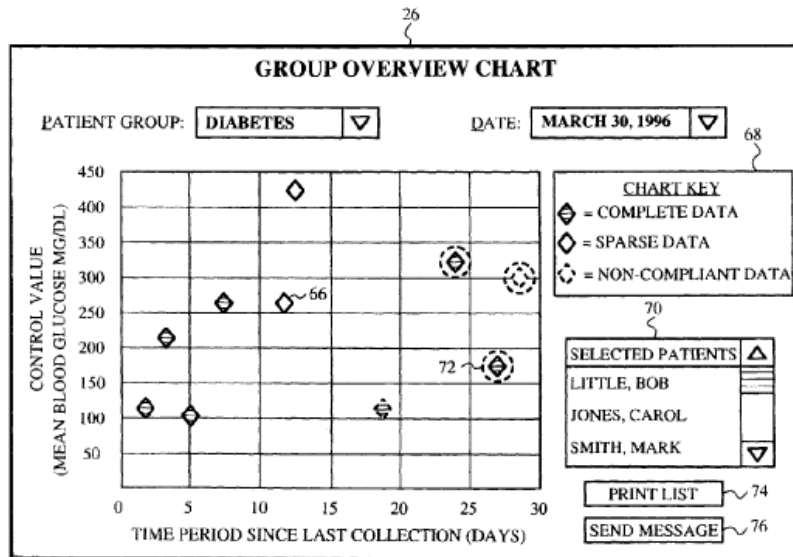 26
GROUP OVERVIEW CHART
PATIENT GROUP: DIABETES
DATE: MARCH 30, 1996
68
CHART KEY
= COMPLETE DATA
= SPARSE DATA
= NON-COMPLIANT DATA
CONTROL VALUE
(MEAN BLOOD GLUCOSE MG/DL)
450
400
350
300
250
200
150
100
50
66
72
0 5 10 15 20 25 30
TIME PERIOD SINCE LAST COLLECTION (DAYS)
70
SELECTED PATIENTS
LITTLE, BOB
JONES, CAROL
SMITH, MARK
PRINT LIST 74
SEND MESSAGE 76